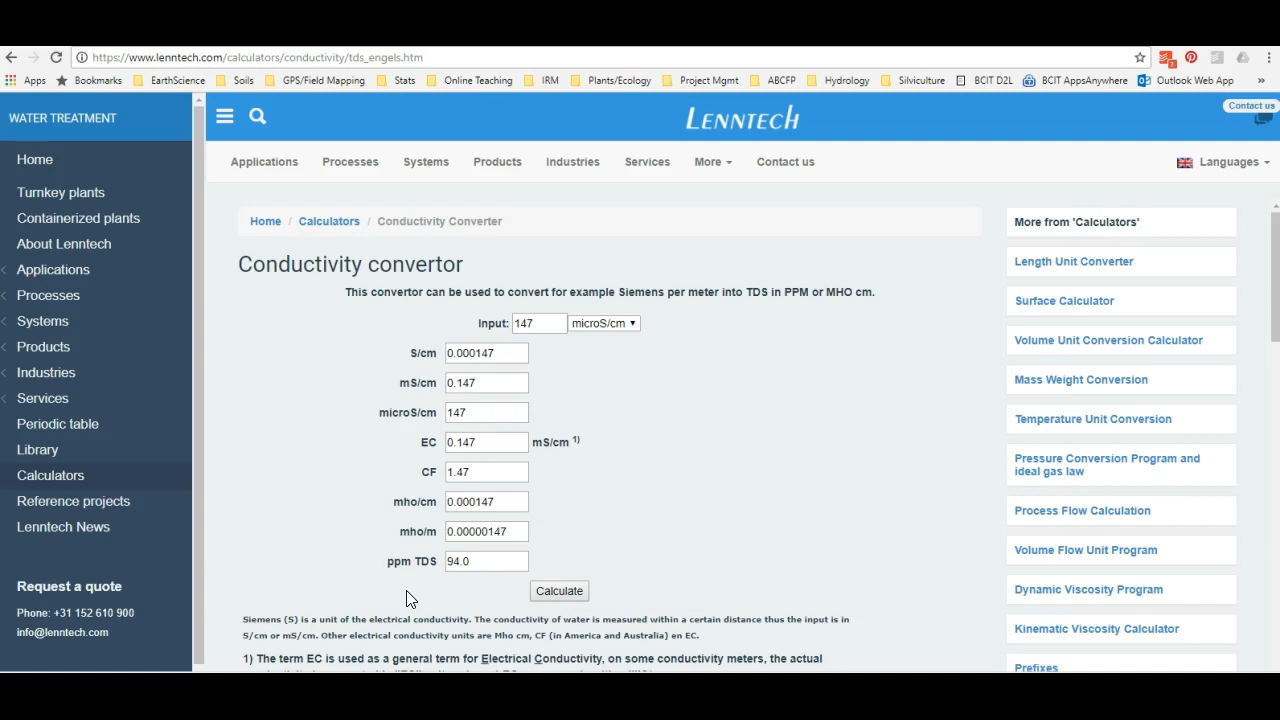 https://www.lenntech.com/calculators/conductivity/tds_engels.htm
Apps Bookmarks EarthScience Soils GPS/Field Mapping Stats Online Teaching IRM Plants/Ecology Project Mgmt ABCFP Hydrology Silviculture BCIT D2L BCIT AppsAnywhere Outlook Web App »
WATER TREATMENT
Home
Turnkey plants
Containerized plants
About Lenntech
Applications
Processes
Systems
Products
Industries
Services
Periodic table
Library
Calculators
Reference projects
Lenntech News
Request a quote
Phone: +31 152 610 900
info@lenntech.com
LENNTECH
Contact us
Applications Processes Systems Products Industries Services More Contact us Languages
Home / Calculators / Conductivity Converter
Conductivity convertor
This convertor can be used to convert for example Siemens per meter into TDS in PPM or MHO cm.
Input: 147 microS/cm
S/cm 0.000147
mS/cm 0.147
microS/cm 147
EC 0.147 mS/cm 1)
CF 1.47
mho/cm 0.000147
mho/m 0.00000147
ppm TDS 94.0
Calculate
Siemens (S) is a unit of the electrical conductivity. The conductivity of water is measured within a certain distance thus the input is in
S/cm or mS/cm. Other electrical conductivity units are Mho cm, CF (in America and Australia) en EC.
1) The term EC is used as a general term for Electrical Conductivity, on some conductivity meters, the actual
More from 'Calculators'
Length Unit Converter
Surface Calculator
Volume Unit Conversion Calculator
Mass Weight Conversion
Temperature Unit Conversion
Pressure Conversion Program and
ideal gas law
Process Flow Calculation
Volume Flow Unit Program
Dynamic Viscosity Program
Kinematic Viscosity Calculator
Prefixes